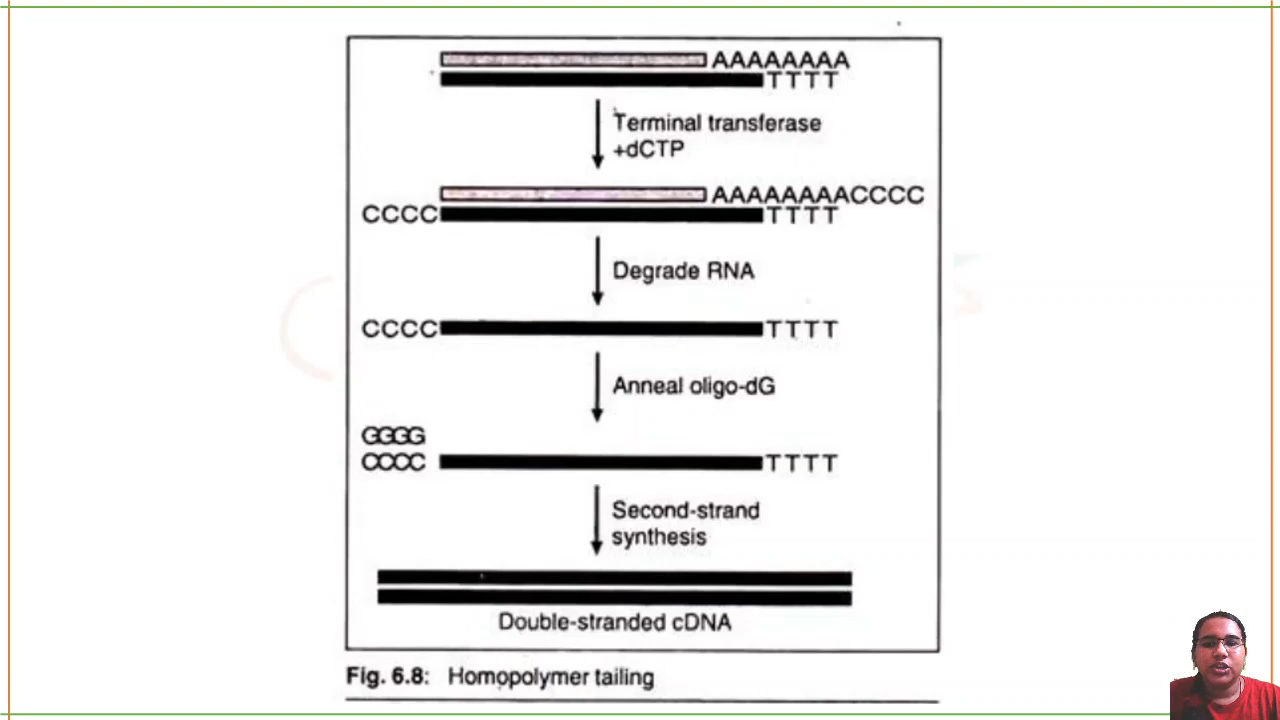 AAAAAAAA
TTTT
Terminal transferase
+dCTP
AAAAAAAACCCC
CCCC TTTT
Degrade RNA
CCCC TTTT
Anneal oligo-dG
GGGG
CCCC TTTT
Second-strand
synthesis
Double-stranded cDNA
Fig. 6.8: Homopolymer tailing